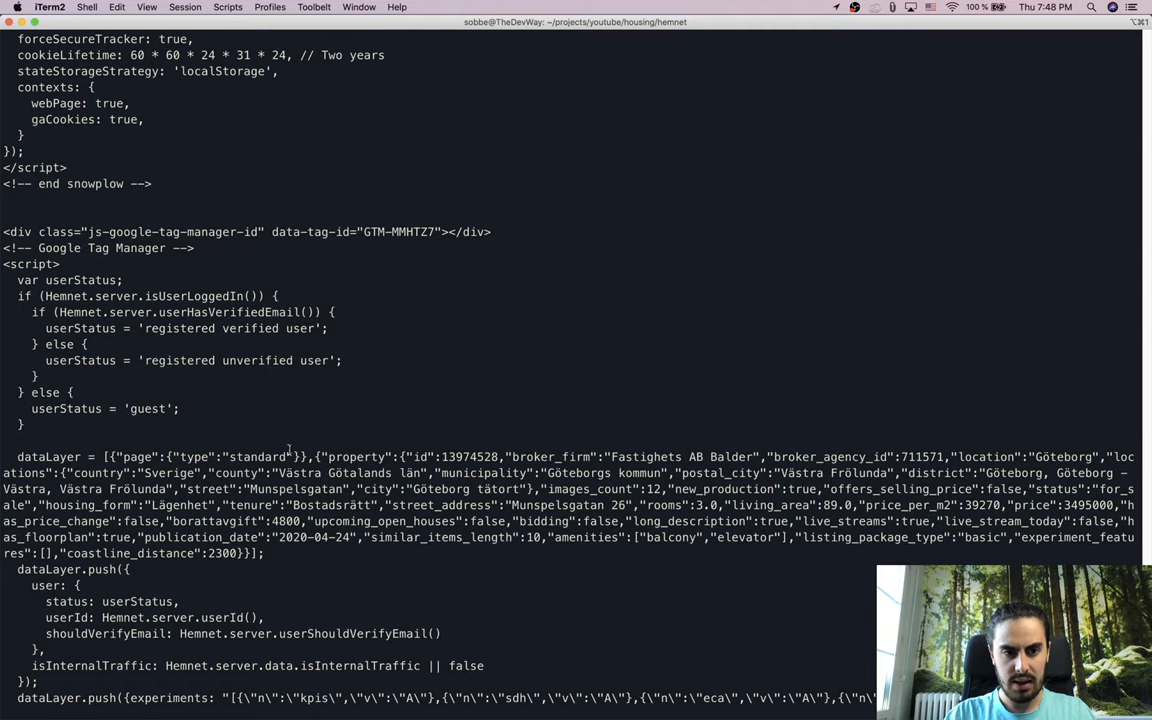 iTerm2 Shell Edit View Session Scripts Profiles Toolbelt Window Help 100 % Thu 7:48 PM
sobbe@TheDevWay: ~/projects/youtube/housing/hemnet ⌥⌘1
forceSecureTracker: true,
cookieLifetime: 60 * 60 * 24 * 31 * 24, // Two years
stateStorageStrategy: 'localStorage',
contexts: {
webPage: true,
gaCookies: true,
}
});
</script>
<!-- end snowplow -->
<div class="js-google-tag-manager-id" data-tag-id="GTM-MMHTZ7"></div>
<!-- Google Tag Manager -->
<script>
var userStatus;
if (Hemnet.server.isUserLoggedIn()) {
if (Hemnet.server.userHasVerifiedEmail()) {
userStatus = 'registered verified user';
} else {
userStatus = 'registered unverified user';
}
} else {
userStatus = 'guest';
}
dataLayer = [{"page":{"type":"standard"}},{"property":{"id":13974528,"broker_firm":"Fastighets AB Balder","broker_agency_id":711571,"location":"Göteborg","loc
ations":{"country":"Sverige","county":"Västra Götalands län","municipality":"Göteborgs kommun","postal_city":"Västra Frölunda","district":"Göteborg, Göteborg -
Västra, Västra Frölunda","street":"Munspelsgatan","city":"Göteborg tätort"},"images_count":12,"new_production":true,"offers_selling_price":false,"status":"for_s
ale","housing_form":"Lägenhet","tenure":"Bostadsrätt","street_address":"Munspelsgatan 26","rooms":3.0,"living_area":89.0,"price_per_m2":39270,"price":3495000,"h
as_price_change":false,"borattavgift":4800,"upcoming_open_houses":false,"bidding":false,"long_description":true,"live_streams":true,"live_stream_today":false,"h
as_floorplan":true,"publication_date":"2020-04-24","similar_items_length":10,"amenities":["balcony","elevator"],"listing_package_type":"basic","experiment_featu
res":[],"coastline_distance":2300}}];
dataLayer.push({
user: {
status: userStatus,
userId: Hemnet.server.userId(),
shouldVerifyEmail: Hemnet.server.userShouldVerifyEmail()
},
isInternalTraffic: Hemnet.server.data.isInternalTraffic || false
});
dataLayer.push({experiments: "[{\"n\":\"kpis\",\"v\":\"A\"},{\"n\":\"sdh\",\"v\":\"A\"},{\"n\":\"eca\",\"v\":\"A\"},{\"n\"